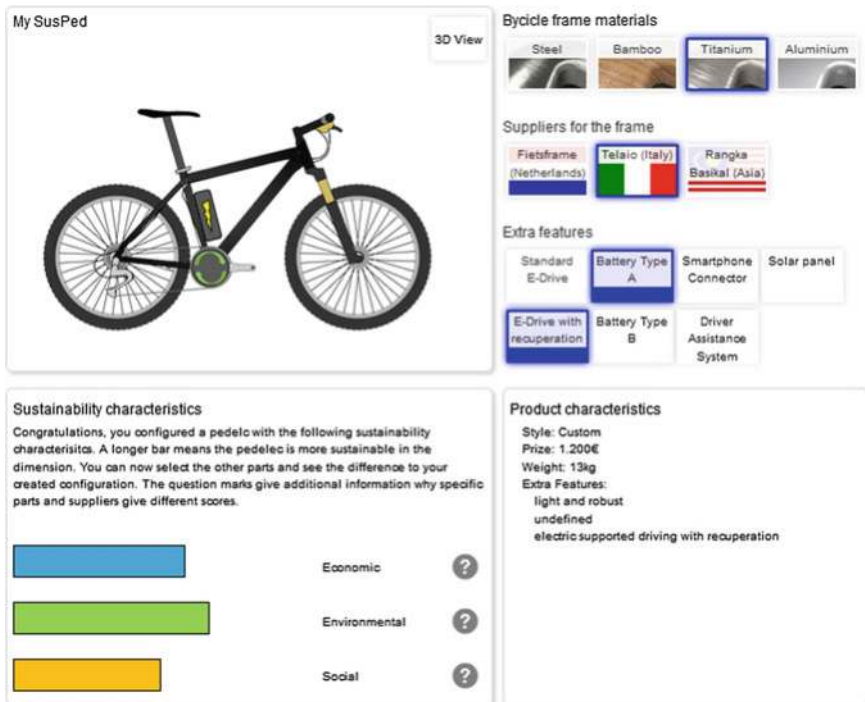 My SusPed
3D View
Bycicle frame materials
Steel
Bamboo
Titanium
Aluminium
Suppliers for the frame
Fietsframe
(Netherlands)
Telaio (Italy)
Rangka
Basikal (Asia)
Extra features
Standard
E-Drive
Battery Type
A
Smartphone
Connector
Solar panel
E-Drive with
recuperation
Battery Type
B
Driver
Assistance
System
Sustainability characteristics
Congratulations, you configured a pedelc with the following sustainability
characterisitcs. A longer bar means the pedelec is more sustainable in the
dimension. You can now select the other parts and see the difference to your
created configuration. The question marks give additional information why specific
parts and suppliers give different scores.
Economic
?
Environmental
?
Social
?
Product characteristics
Style: Custom
Prize: 1.200€
Weight: 13kg
Extra Features:
light and robust
undefined
electric supported driving with recuperation